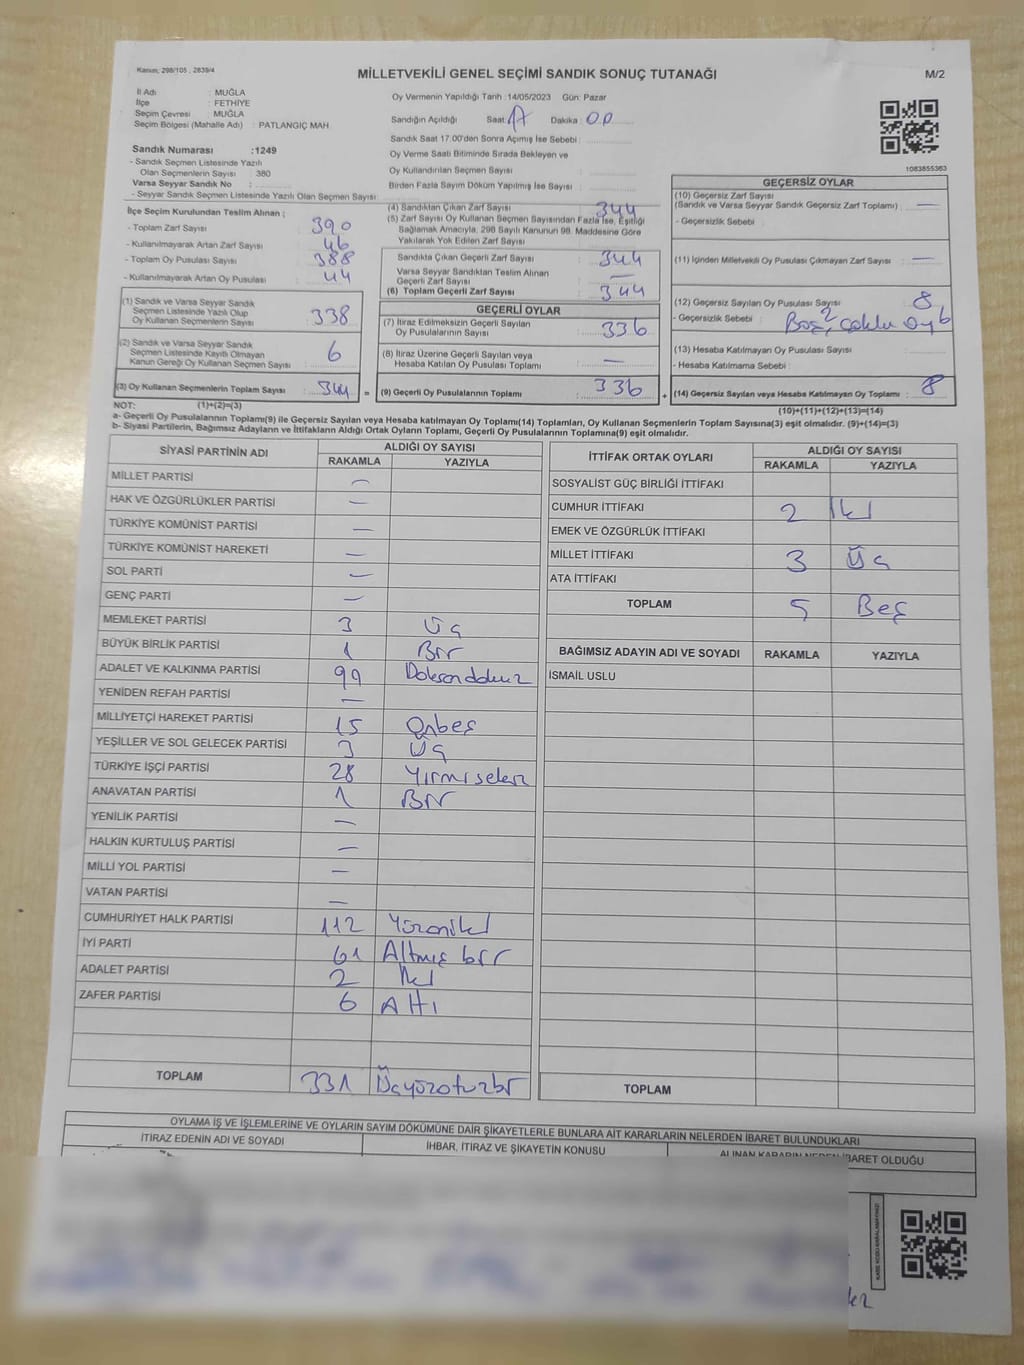 Kanun: 298/105 , 2839/4
MİLLETVEKİLİ GENEL SEÇİMİ SANDIK SONUÇ TUTANAĞI
M/2
İl Adı : MUĞLA
İlçe : FETHİYE
Seçim Çevresi : MUĞLA
Seçim Bölgesi (Mahalle Adı) : PATLANGIÇ MAH.
Oy Vermenin Yapıldığı Tarih :14/05/2023 Gün: Pazar
Sandığın Açıldığı Saat : Dakika : 00
Sandık Saat 17:00'den Sonra Açılmış İse Sebebi :
Oy Verme Saati Bitiminde Sırada Bekleyen ve
Oy Kullandırılan Seçmen Sayısı
Birden Fazla Sayım Döküm Yapılmış İse Sayısı :
1083855363
Sandık Numarası :1249
- Sandık Seçmen Listesinde Yazılı
Olan Seçmenlerin Sayısı : 380
Varsa Seyyar Sandık No :
- Seyyar Sandık Seçmen Listesinde Yazılı Olan Seçmen Sayısı :
İlçe Seçim Kurulundan Teslim Alınan ;
- Toplam Zarf Sayısı : 390
- Kullanılmayarak Artan Zarf Sayısı : 46
- Toplam Oy Pusulası Sayısı : 388
- Kullanılmayarak Artan Oy Pusulası : 44
(1) Sandık ve Varsa Seyyar Sandık
Seçmen Listesinde Yazılı Olup
Oy Kullanan Seçmenlerin Sayısı : 338
(2) Sandık ve Varsa Seyyar Sandık
Seçmen Listesinde Kayıtlı Olmayan
Kanun Gereği Oy Kullanan Seçmen Sayısı : 6
(3) Oy Kullanan Seçmenlerin Toplam Sayısı : 344 =
(4) Sandıktan Çıkan Zarf Sayısı : 344
(5) Zarf Sayısı Oy Kullanan Seçmen Sayısından Fazla İse, Eşitliği
Sağlamak Amacıyla, 298 Sayılı Kanunun 98. Maddesine Göre
Yakılarak Yok Edilen Zarf Sayısı
Sandıkta Çıkan Geçerli Zarf Sayısı : 344
Varsa Seyyar Sandıktan Teslim Alınan
Geçerli Zarf Sayısı : —
(6) Toplam Geçerli Zarf Sayısı : 344
GEÇERLİ OYLAR
(7) İtiraz Edilmeksizin Geçerli Sayılan
Oy Pusulalarının Sayısı : 336
(8) İtiraz Üzerine Geçerli Sayılan veya
Hesaba Katılan Oy Pusulası Toplamı : —
(9) Geçerli Oy Pusulalarının Toplamı : 336 +
GEÇERSİZ OYLAR
(10) Geçersiz Zarf Sayısı
(Sandık ve Varsa Seyyar Sandık Geçersiz Zarf Toplamı) : —
- Geçersizlik Sebebi :
(11) İçinden Milletvekili Oy Pusulası Çıkmayan Zarf Sayısı : —
(12) Geçersiz Sayılan Oy Pusulası Sayısı : 8
- Geçersizlik Sebebi : Boş 2, Çoklu Oy 6
(13) Hesaba Katılmayan Oy Pusulası Sayısı :
- Hesaba Katılmama Sebebi :
(14) Geçersiz Sayılan veya Hesaba Katılmayan Oy Toplamı : 8
NOT: (1)+(2)=(3)
(10)+(11)+(12)+(13)=(14)
a- Geçerli Oy Pusulalarının Toplamı(9) ile Geçersiz Sayılan veya Hesaba katılmayan Oy Toplamı(14) Toplamları, Oy Kullanan Seçmenlerin Toplam Sayısına(3) eşit olmalıdır. (9)+(14)=(3)
b- Siyasi Partilerin, Bağımsız Adayların ve İttifakların Aldığı Ortak Oyların Toplamı, Geçerli Oy Pusulalarının Toplamına(9) eşit olmalıdır.
SİYASİ PARTİNİN ADI ALDIĞI OY SAYISI
RAKAMLA YAZIYLA
MİLLET PARTİSİ —
HAK VE ÖZGÜRLÜKLER PARTİSİ —
TÜRKİYE KOMÜNİST PARTİSİ —
TÜRKİYE KOMÜNİST HAREKETİ —
SOL PARTİ —
GENÇ PARTİ —
MEMLEKET PARTİSİ 3 Üç
BÜYÜK BİRLİK PARTİSİ 1 Bir
ADALET VE KALKINMA PARTİSİ 99 Doksandokuz
YENİDEN REFAH PARTİSİ —
MİLLİYETÇİ HAREKET PARTİSİ 15 Onbeş
YEŞİLLER VE SOL GELECEK PARTİSİ 3 Üç
TÜRKİYE İŞÇİ PARTİSİ 28 Yirmisekiz
ANAVATAN PARTİSİ 1 Bir
YENİLİK PARTİSİ —
HALKIN KURTULUŞ PARTİSİ —
MİLLİ YOL PARTİSİ —
VATAN PARTİSİ —
CUMHURİYET HALK PARTİSİ 112 Yüzoniki
İYİ PARTİ 61 Altmış bir
ADALET PARTİSİ 2 İki
ZAFER PARTİSİ 6 Altı
TOPLAM 331 Üçyüzotuzbir
İTTİFAK ORTAK OYLARI ALDIĞI OY SAYISI
RAKAMLA YAZIYLA
SOSYALİST GÜÇ BİRLİĞİ İTTİFAKI
CUMHUR İTTİFAKI 2 İki
EMEK VE ÖZGÜRLÜK İTTİFAKI
MİLLET İTTİFAKI 3 Üç
ATA İTTİFAKI
TOPLAM 5 Beş
BAĞIMSIZ ADAYIN ADI VE SOYADI RAKAMLA YAZIYLA
İSMAİL USLU
TOPLAM
OYLAMA İŞ VE İŞLEMLERİNE VE OYLARIN SAYIM DÖKÜMÜNE DAİR ŞİKAYETLERLE BUNLARA AİT KARARLARIN NELERDEN İBARET BULUNDUKLARI
İTİRAZ EDENİN ADI VE SOYADI İHBAR, İTİRAZ VE ŞİKAYETİN KONUSU ALINAN KARARIN NEDEN İBARET OLDUĞU